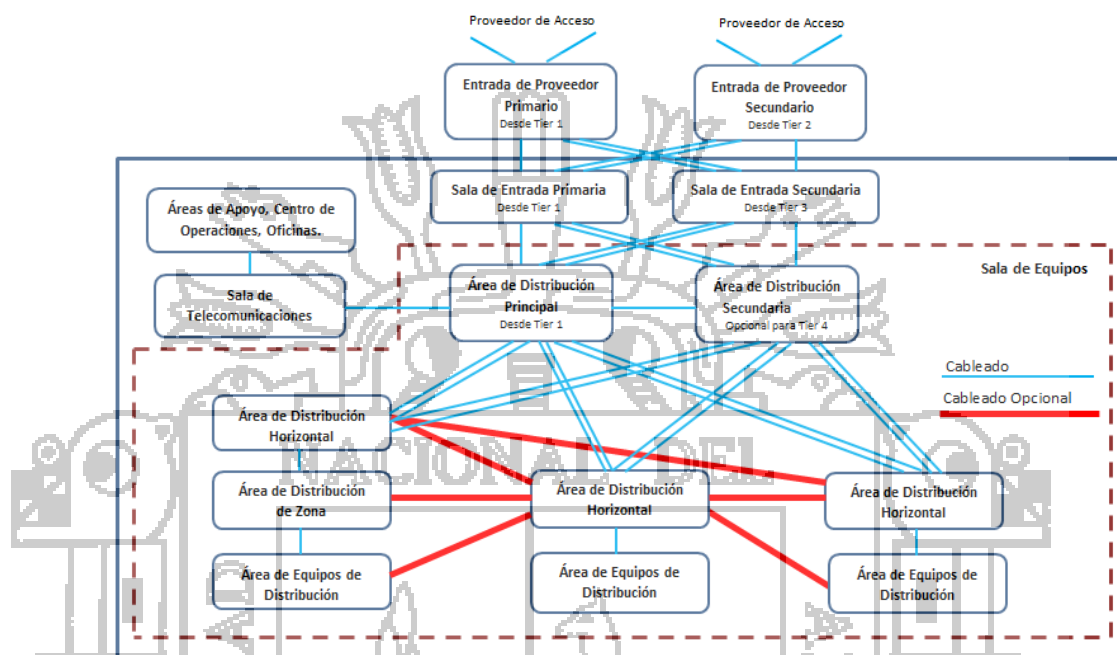 Proveedor de Acceso
Proveedor de Acceso
Entrada de Proveedor
Primario
Desde Tier 1
Entrada de Proveedor
Secundario
Desde Tier 2
Sala de Entrada Primaria
Desde Tier 1
Sala de Entrada Secundaria
Desde Tier 3
Áreas de Apoyo, Centro de
Operaciones, Oficinas.
Sala de Equipos
Sala de
Telecomunicaciones
Área de Distribución
Principal
Desde Tier 1
Área de Distribución
Secundaria
Opcional para Tier 4
Cableado
Cableado Opcional
Área de Distribución
Horizontal
NACIONAL DEL
Área de Distribución
de Zona
Área de Distribución
Horizontal
Área de Distribución
Horizontal
Área de Equipos de
Distribución
Área de Equipos de
Distribución
Área de Equipos de
Distribución